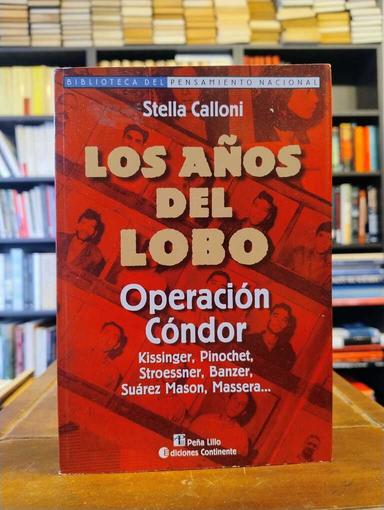 BIBLIOTECA DEL PENSAMIENTO NACIONAL
Stella Calloni
LOS AÑOS
DEL
LOBO
Operación
Cóndor
Kissinger, Pinochet,
Stroessner, Banzer,
Suárez Mason, Massera...
Peña Lillo
Ediciones Continente